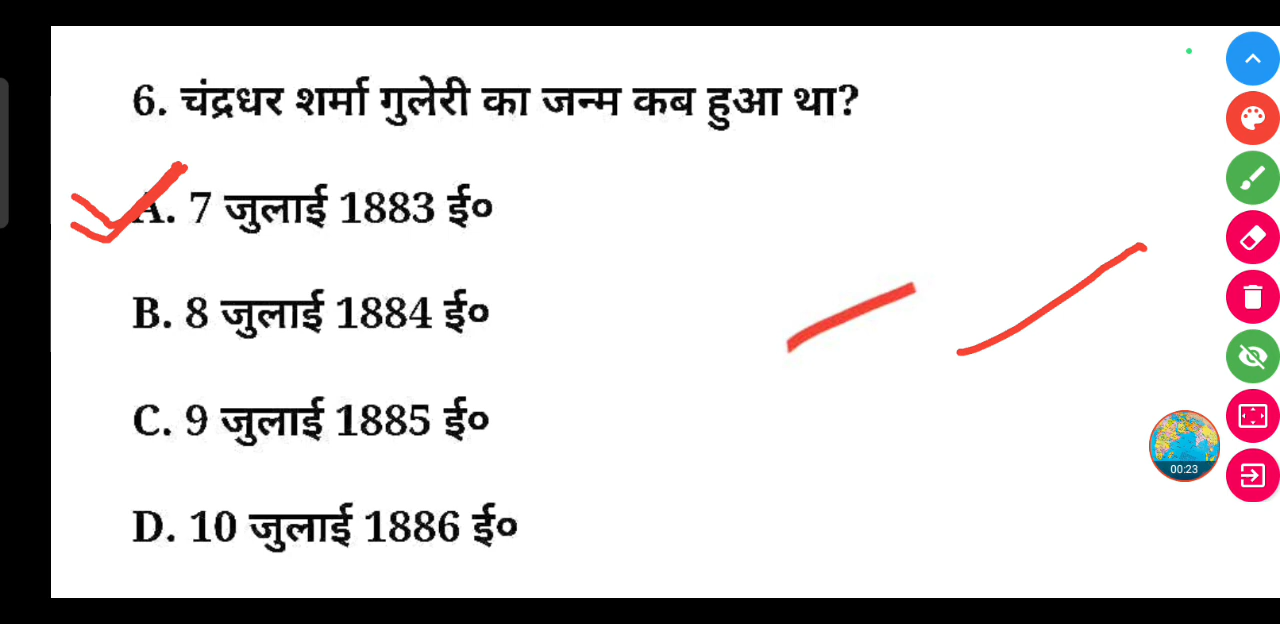 6. चंद्रधर शर्मा गुलेरी का जन्म कब हुआ था?
A. 7 जुलाई 1883 ई०
B. 8 जुलाई 1884 ई०
C. 9 जुलाई 1885 ई०
D. 10 जुलाई 1886 ई०
00:23